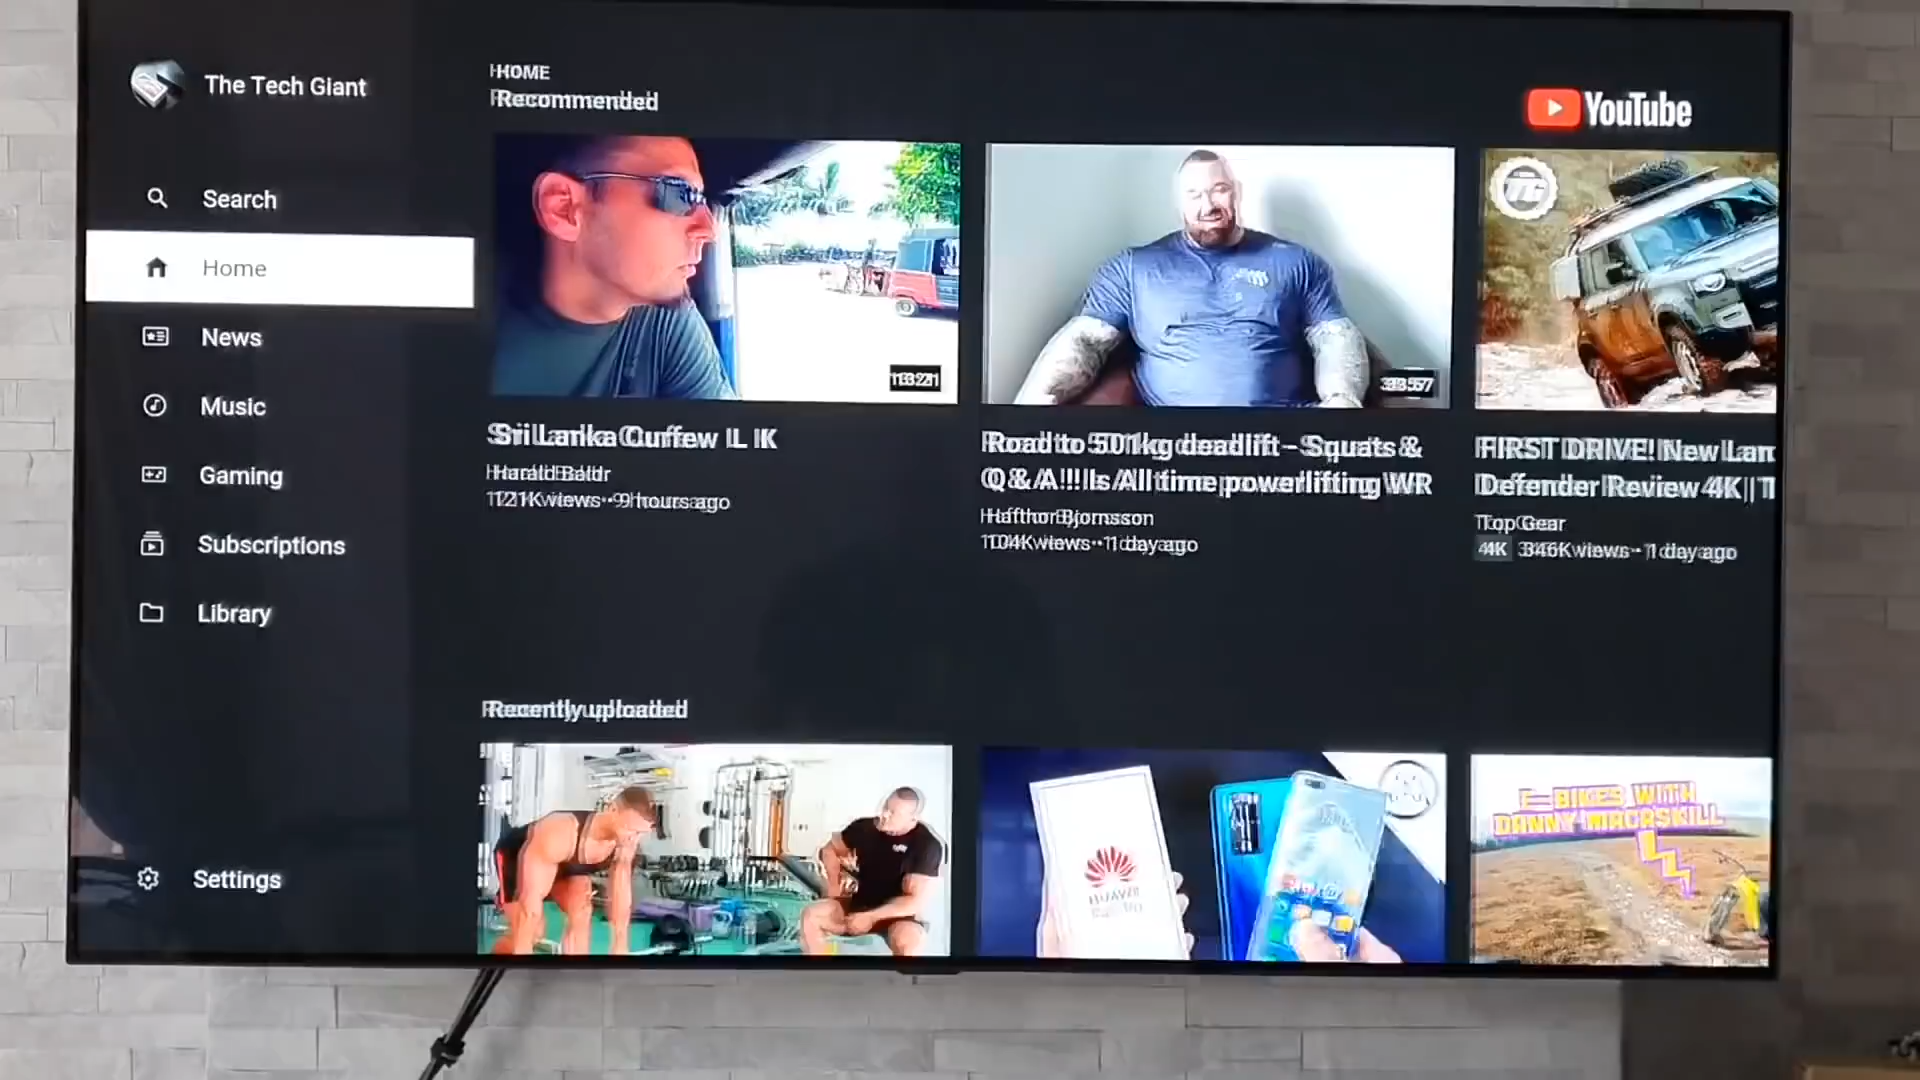 The Tech Giant
Search
Home
News
Music
Gaming
Subscriptions
Library
Settings
HOME
Recommended
YouTube
Sri Lanka Curfew
Harald Baldr
121K views • 9 hours ago
Road to 501kg deadlift - Squats &
Q & A !!! Is All time powerlifting WR
Hafthor Bjornsson
104K views • 1 day ago
TG
FIRST DRIVE! New Lan
Defender Review 4K | T
Top Gear
4K 346K views • 1 day ago
Recently uploaded
HUAWEI
E-BIKES WITH
DANNY MACASKILL